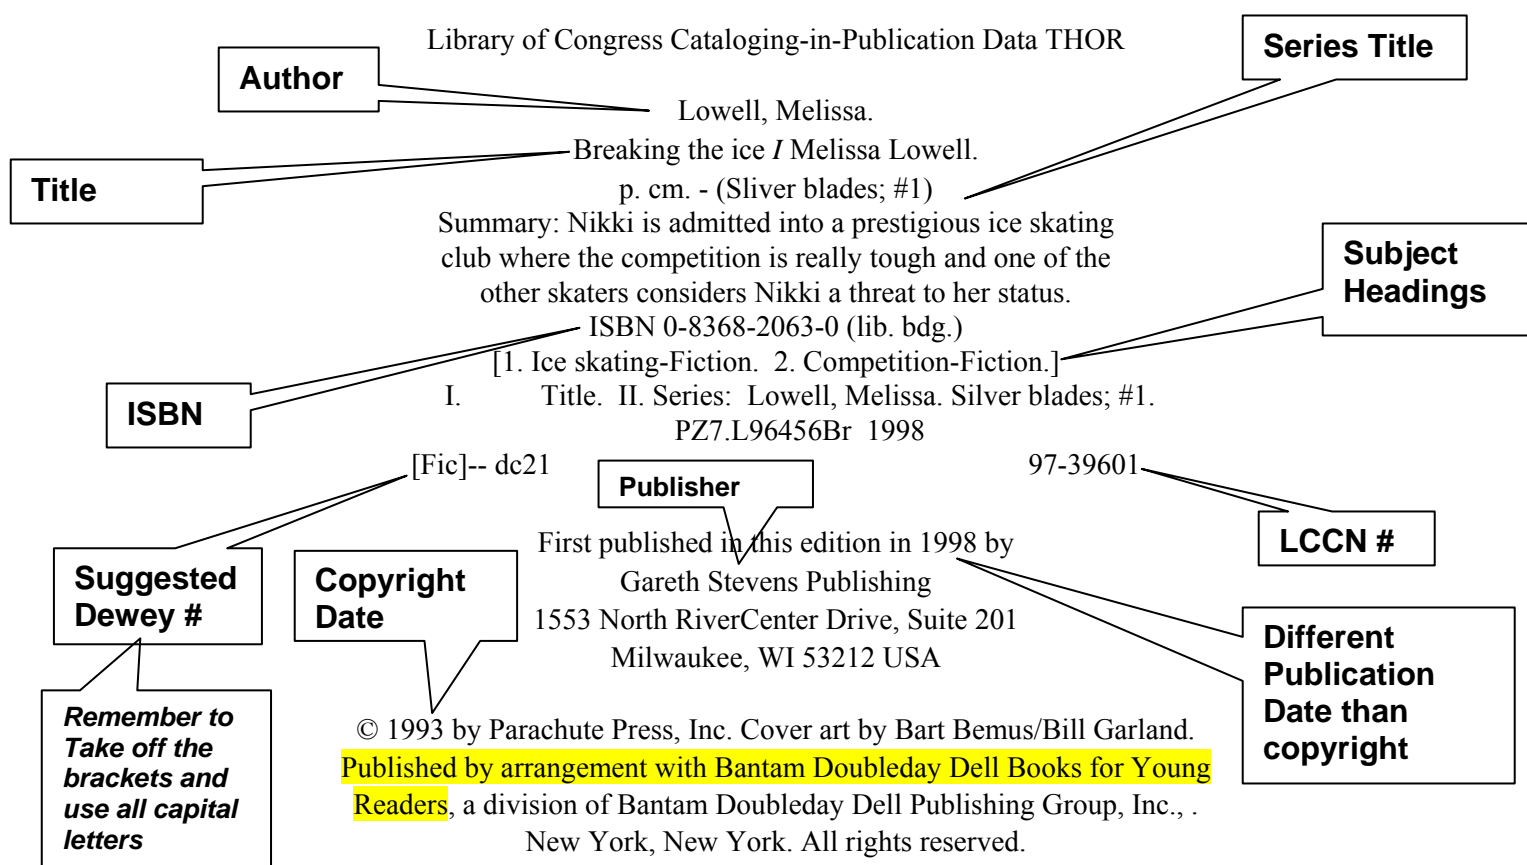 Library of Congress Cataloging-in-Publication Data THOR
Series Title
Author
Lowell, Melissa.
Breaking the ice I Melissa Lowell.
Title
p. cm. - (Sliver blades; #1)
Summary: Nikki is admitted into a prestigious ice skating
club where the competition is really tough and one of the
other skaters considers Nikki a threat to her status.
Subject
Headings
ISBN 0-8368-2063-0 (lib. bdg.)
[1. Ice skating-Fiction. 2. Competition-Fiction.]
ISBN
I. Title. II. Series: Lowell, Melissa. Silver blades; #1.
PZ7.L96456Br 1998
[Fic]-- dc21 97-39601
Publisher
LCCN #
First published in this edition in 1998 by
Gareth Stevens Publishing
1553 North RiverCenter Drive, Suite 201
Milwaukee, WI 53212 USA
Suggested
Dewey #
Copyright
Date
Different
Publication
Date than
copyright
Remember to
Take off the
brackets and
use all capital
letters
© 1993 by Parachute Press, Inc. Cover art by Bart Bemus/Bill Garland.
Published by arrangement with Bantam Doubleday Dell Books for Young
Readers, a division of Bantam Doubleday Dell Publishing Group, Inc., .
New York, New York. All rights reserved.